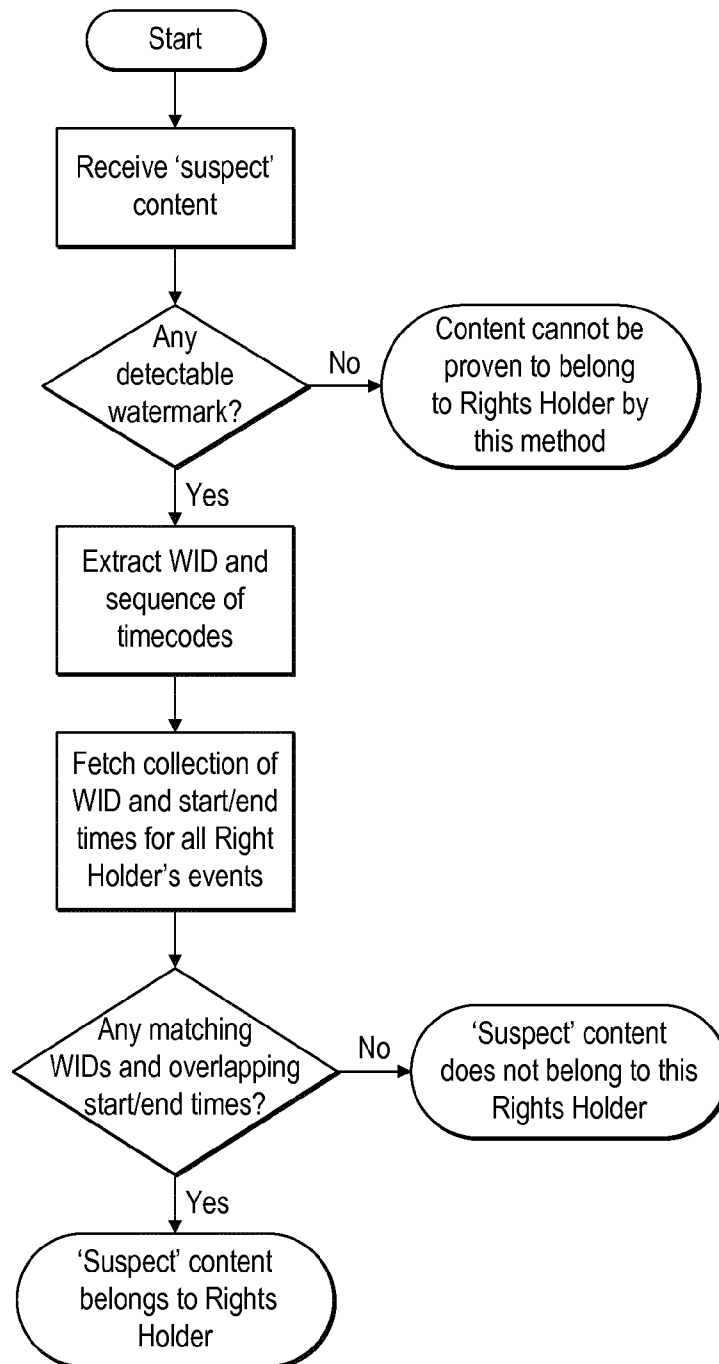 Start
Receive ‘suspect’
content
Any
detectable
watermark?
No
Content cannot be
proven to belong
to Rights Holder by
this method
Yes
Extract WID and
sequence of
timecodes
Fetch collection of
WID and start/end
times for all Right
Holder’s events
Any matching
WIDs and overlapping
start/end times?
No
‘Suspect’ content
does not belong to this
Rights Holder
Yes
‘Suspect’ content
belongs to Rights
Holder